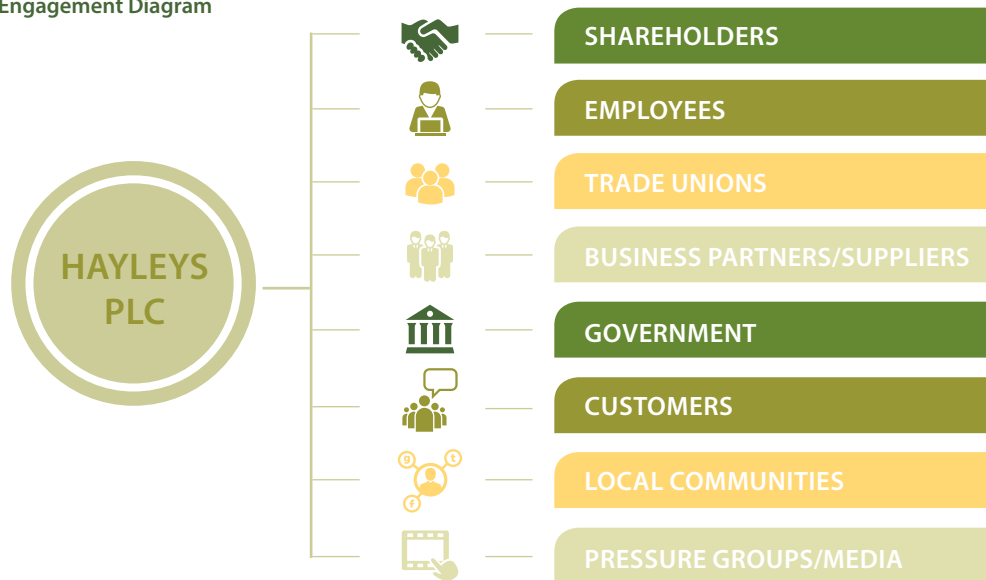 Engagement Diagram
HAYLEYS
PLC
SHAREHOLDERS
EMPLOYEES
TRADE UNIONS
BUSINESS PARTNERS/SUPPLIERS
GOVERNMENT
CUSTOMERS
g t
f
LOCAL COMMUNITIES
PRESSURE GROUPS/MEDIA